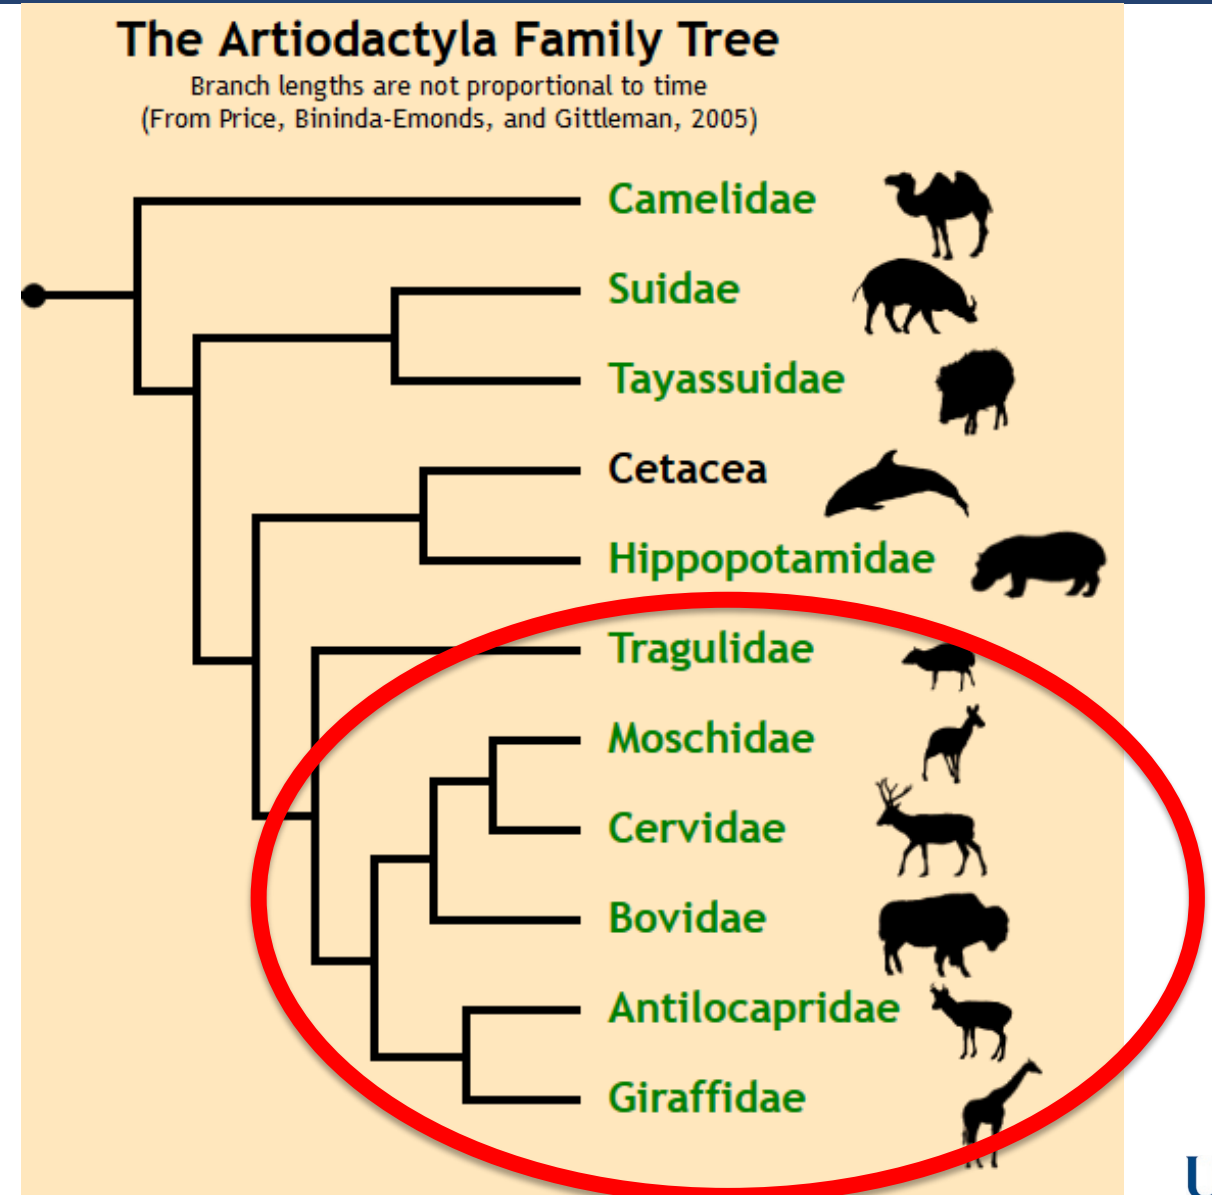 The Artiodactyla Family Tree
Branch lengths are not proportional to time
(From Price, Bininda-Emonds, and Gittleman, 2005)
Camelidae
Suidae
Tayassuidae
Cetacea
Hippopotamidae
Tragulidae
Moschidae
Cervidae
Bovidae
Antilocapridae
Giraffidae